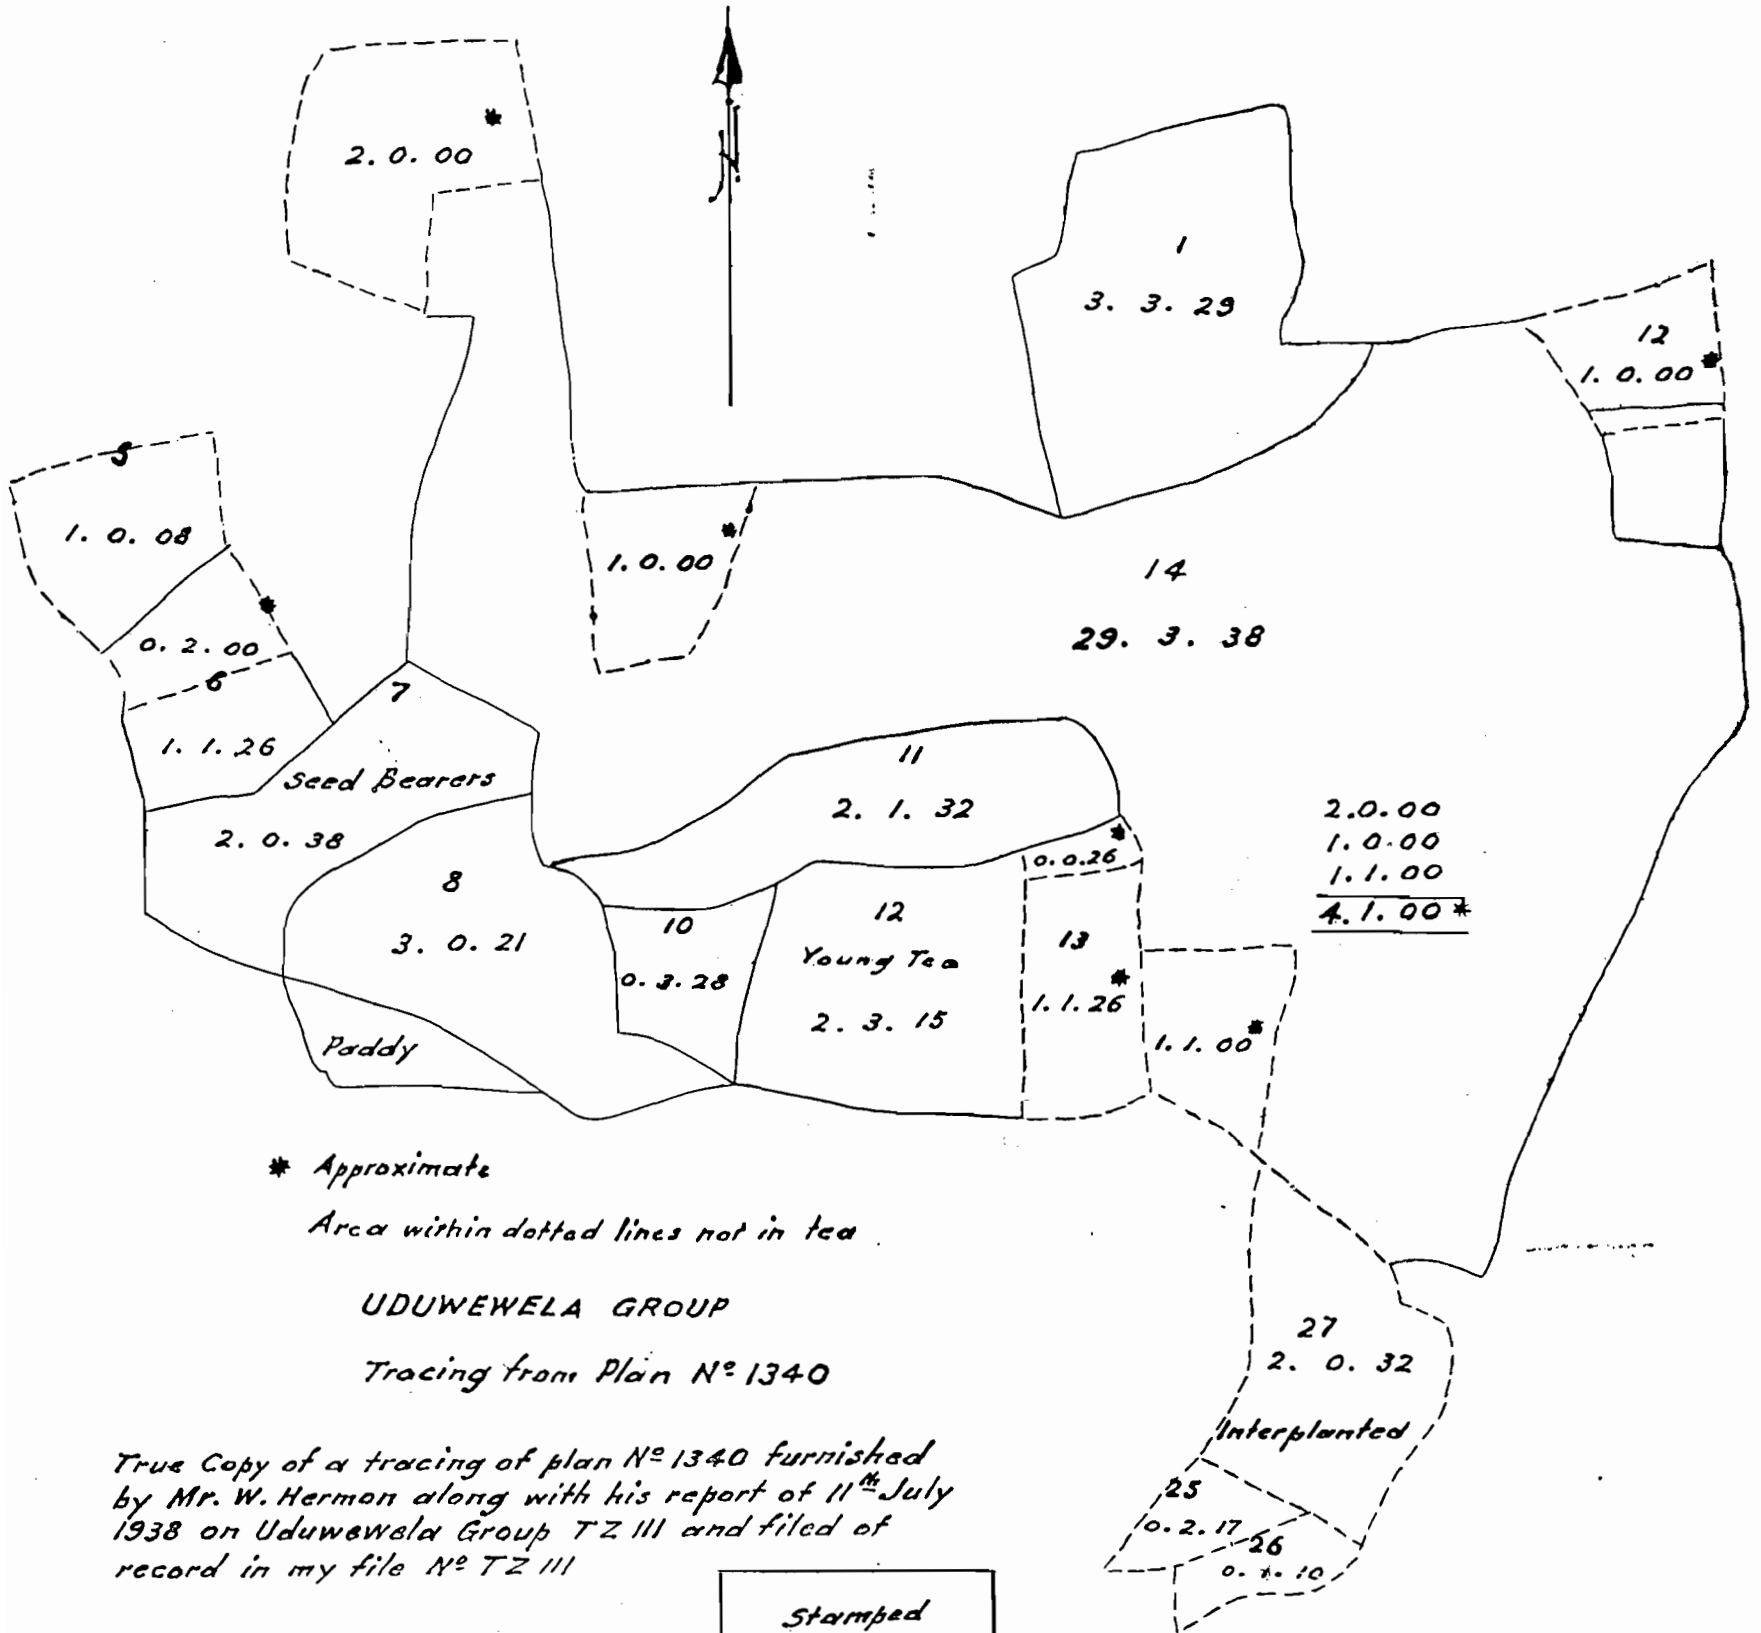 N
*
2. 0. 00
1
3. 3. 29
12
1. 0. 00 *
5
1. 0. 08
*
1. 0. 00
14
29. 3. 38
*
0. 2. 00
6
7
1. 1. 26
Seed Bearers
2. 0. 38
11
2. 1. 32
*
0. 0. 26
2. 0. 00
1. 0. 00
1. 1. 00
4. 1. 00 *
8
3. 0. 21
10
0. 3. 28
12
Young Tea
2. 3. 15
13
*
1. 1. 26
*
1. 1. 00
Paddy
* Approximate
Area within dotted lines not in tea
UDUWEWELA GROUP
Tracing from Plan Nº 1340
27
2. 0. 32
Interplanted
25
0. 2. 17
26
True Copy of a tracing of plan Nº 1340 furnished
by Mr. W. Hermon along with his report of 11th July
1938 on Uduwewela Group TZ 111 and filed of
record in my file Nº TZ 111
Stamped